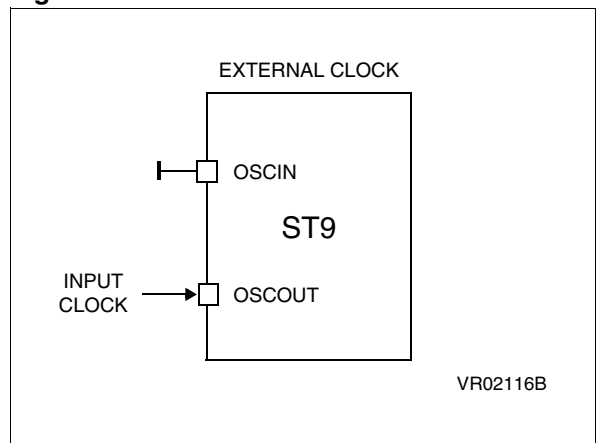 EXTERNAL CLOCK
OSCIN
ST9
INPUT
CLOCK
OSCOUT
VR02116B